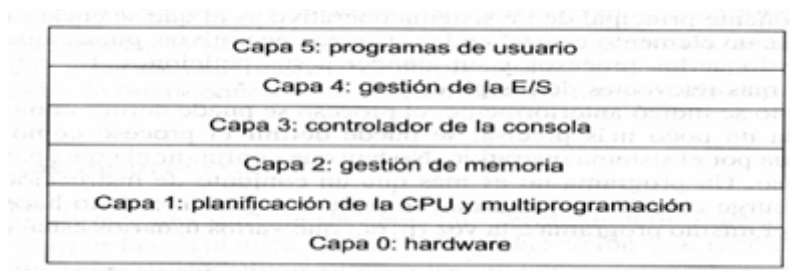 Capa 5: programas de usuario
Capa 4: gestión de la E/S
Capa 3: controlador de la consola
Capa 2: gestión de memoria
Capa 1: planificación de la CPU y multiprogramación
Capa 0: hardware